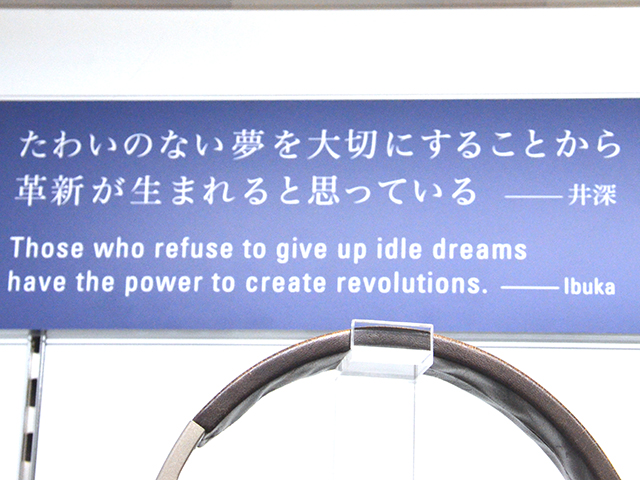 たわいのない夢を大切にすることから
革新が生まれると思っている ——井深
Those who refuse to give up idle dreams
have the power to create revolutions. ——Ibuka